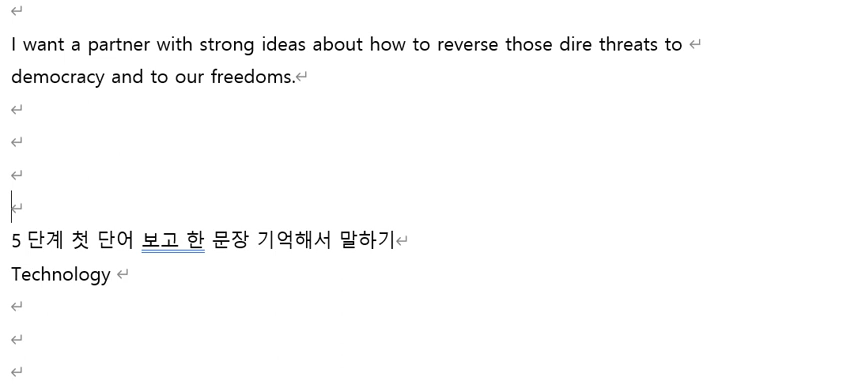 I want a partner with strong ideas about how to reverse those dire threats to
democracy and to our freedoms.
5 단계 첫 단어 보고 한 문장 기억해서 말하기
Technology